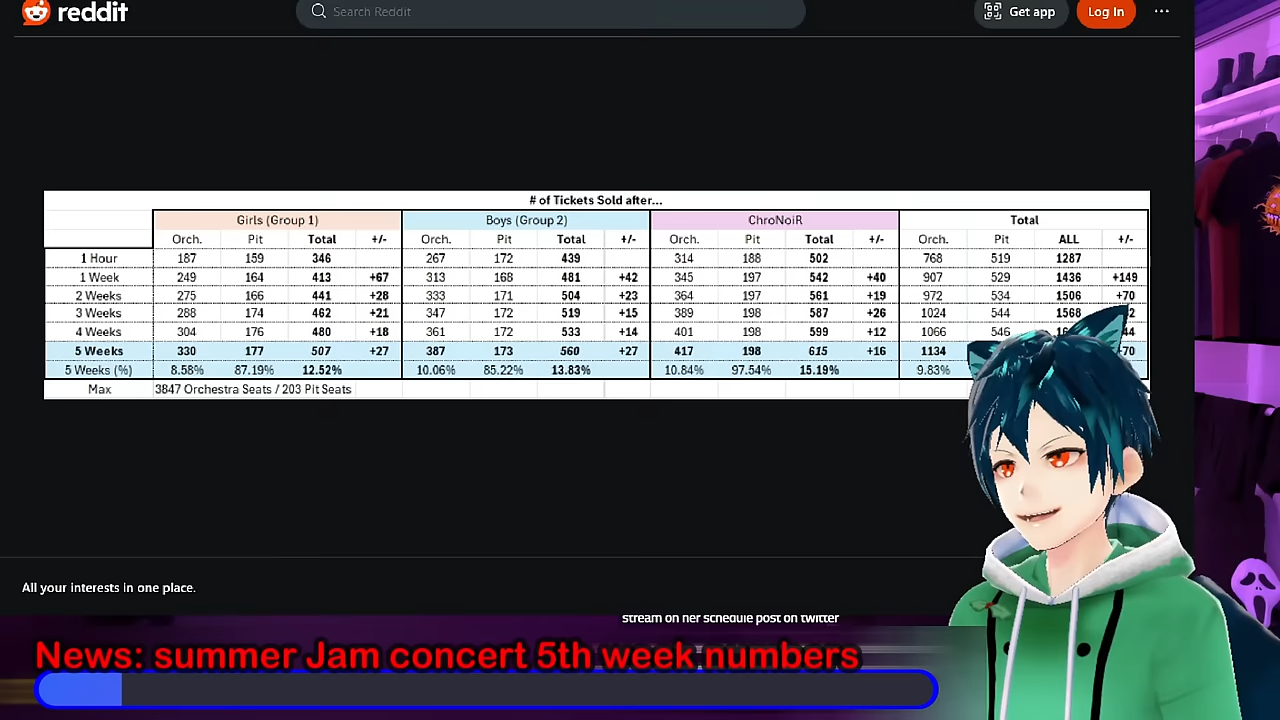 reddit Search Reddit Get app Log In ...
# of Tickets Sold after...
Girls (Group 1) Boys (Group 2) ChroNoiR Total
Orch. Pit Total +/- Orch. Pit Total +/- Orch. Pit Total +/- Orch. Pit ALL +/-
1 Hour 187 159 346 267 172 439 314 188 502 768 519 1287
1 Week 249 164 413 +67 313 168 481 +42 345 197 542 +40 907 529 1436 +149
2 Weeks 275 166 441 +28 333 171 504 +23 364 197 561 +19 972 534 1506 +70
3 Weeks 288 174 462 +21 347 172 519 +15 389 198 587 +26 1024 544 1568
4 Weeks 304 176 480 +18 361 172 533 +14 401 198 599 +12 1066 546
5 Weeks 330 177 507 +27 387 173 560 +27 417 198 615 +16 1134 +70
5 Weeks (%) 8.58% 87.19% 12.52% 10.06% 85.22% 13.83% 10.84% 97.54% 15.19% 9.83%
Max 3847 Orchestra Seats / 203 Pit Seats
All your interests in one place.
stream on her schedule post on twitter
News: summer Jam concert 5th week numbers